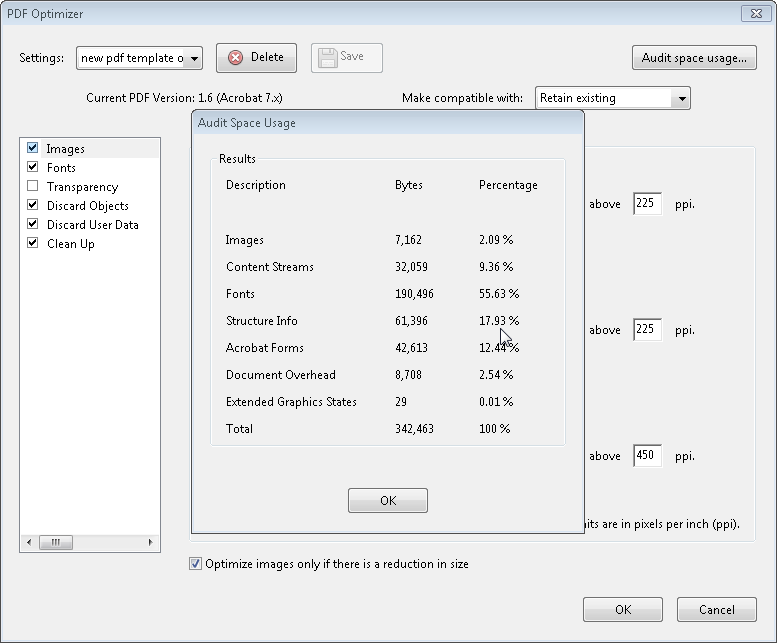 PDF Optimizer
Settings: new pdf template o Delete Save Audit space usage...
Current PDF Version: 1.6 (Acrobat 7.x) Make compatible with: Retain existing
Audit Space Usage
Images
Fonts
Transparency
Discard Objects
Discard User Data
Clean Up
Results
Description Bytes Percentage
Images 7,162 2.09 %
Content Streams 32,059 9.36 %
Fonts 190,496 55.63 %
Structure Info 61,396 17.93 %
Acrobat Forms 42,613 12.44 %
Document Overhead 8,708 2.54 %
Extended Graphics States 29 0.01 %
Total 342,463 100 %
OK
above 225 ppi.
above 225 ppi.
above 450 ppi.
are in pixels per inch (ppi).
Optimize images only if there is a reduction in size
OK Cancel